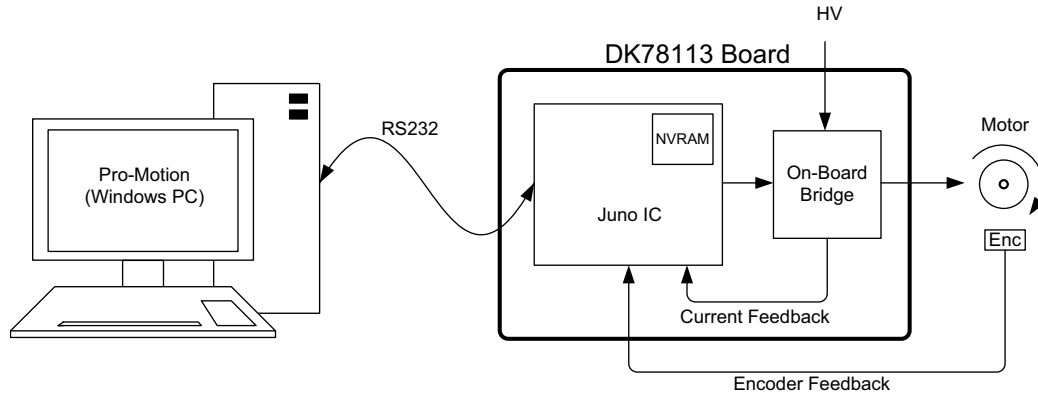 HV
DK78113 Board
RS232
NVRAM
Motor
Pro-Motion
(Windows PC)
On-Board
Bridge
Juno IC
Enc
Current Feedback
Encoder Feedback